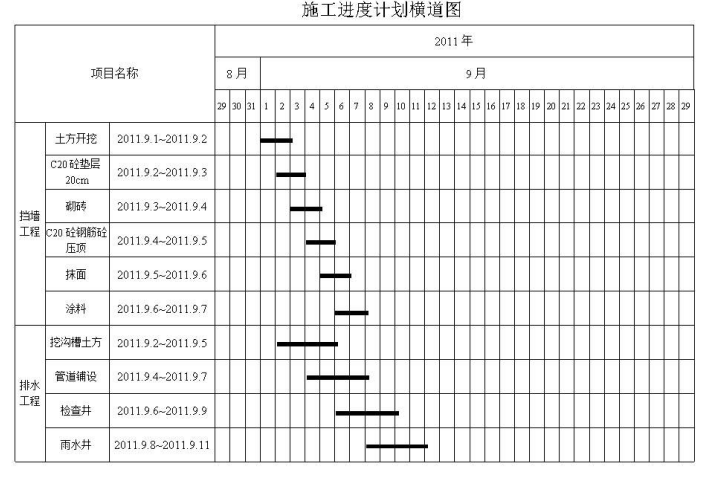 施工进度计划横道图
项目名称
2011年
8月
9月
29 30 31 1 2 3 4 5 6 7 8 9 10 11 12 13 14 15 16 17 18 19 20 21 22 23 24 25 26 27 28 29
挡墙
工程
土方开挖 2011.9.1~2011.9.2
C20砼垫层
20cm
2011.9.2~2011.9.3
砌砖 2011.9.3~2011.9.4
C20砼钢筋砼
压顶
2011.9.4~2011.9.5
抹面 2011.9.5~2011.9.6
涂料 2011.9.6~2011.9.7
排水
工程
挖沟槽土方 2011.9.2~2011.9.5
管道铺设 2011.9.4~2011.9.7
检查井 2011.9.6~2011.9.9
雨水井 2011.9.8~2011.9.11